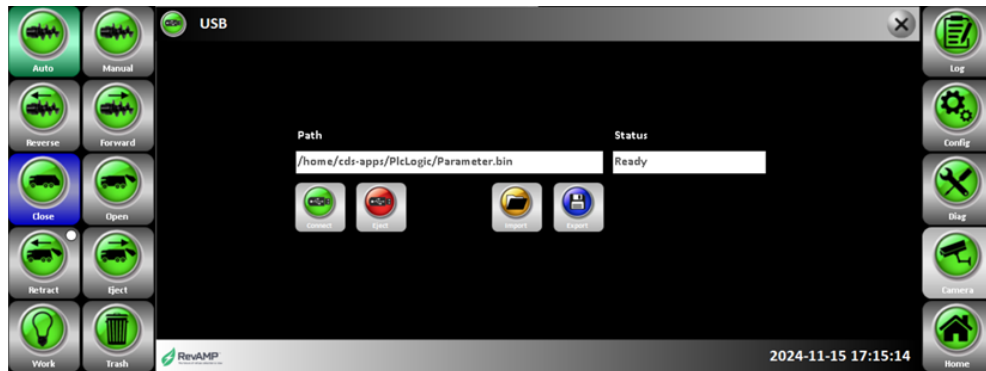 USB
Auto
Manual
Log
Reverse
Forward
Config
Path
Status
/home/cds-apps/PlcLogic/Parameter.bin
Ready
Close
Open
Diag
Connect
Eject
Import
Export
Retract
Eject
Camera
Work
Trash
RevAMP
2024-11-15 17:15:14
Home